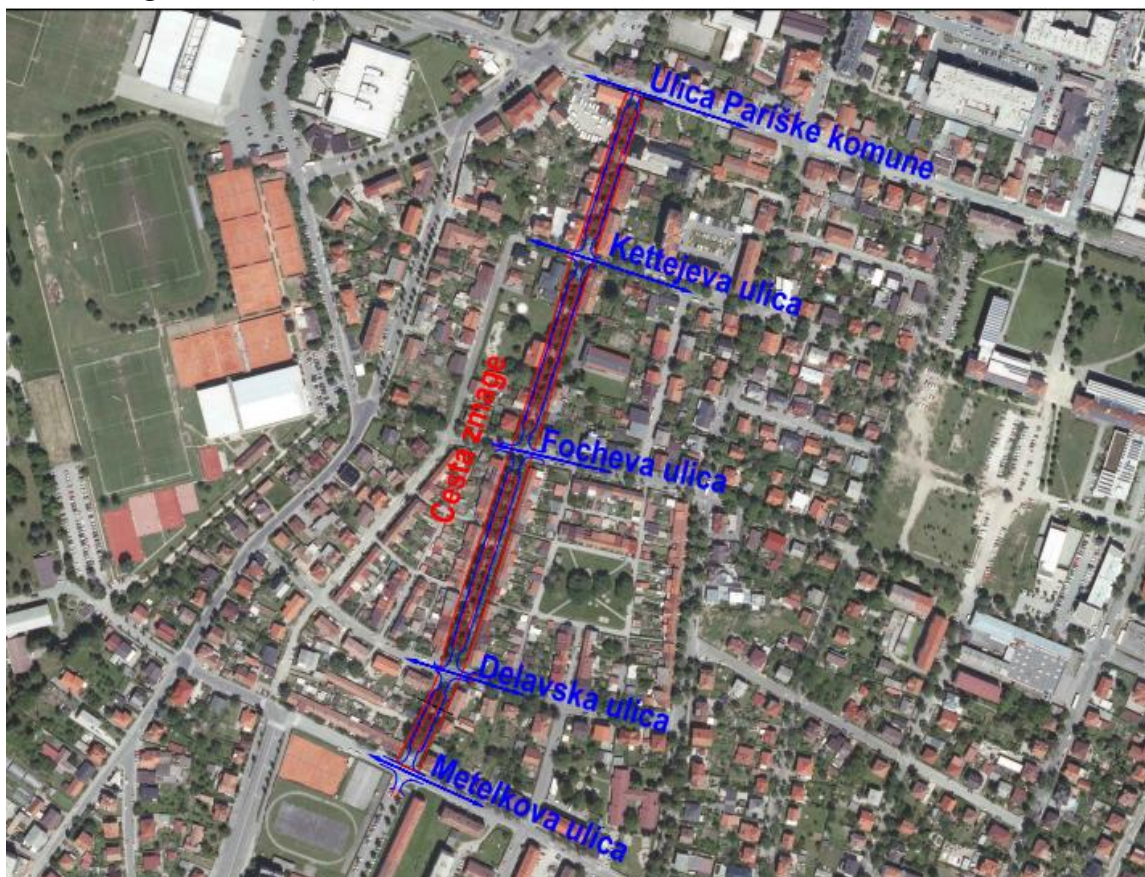 Ulica Pariške komune
Kettejeva ulica
Cesta zmage
Focheva ulica
Delavska ulica
Metelkova ulica